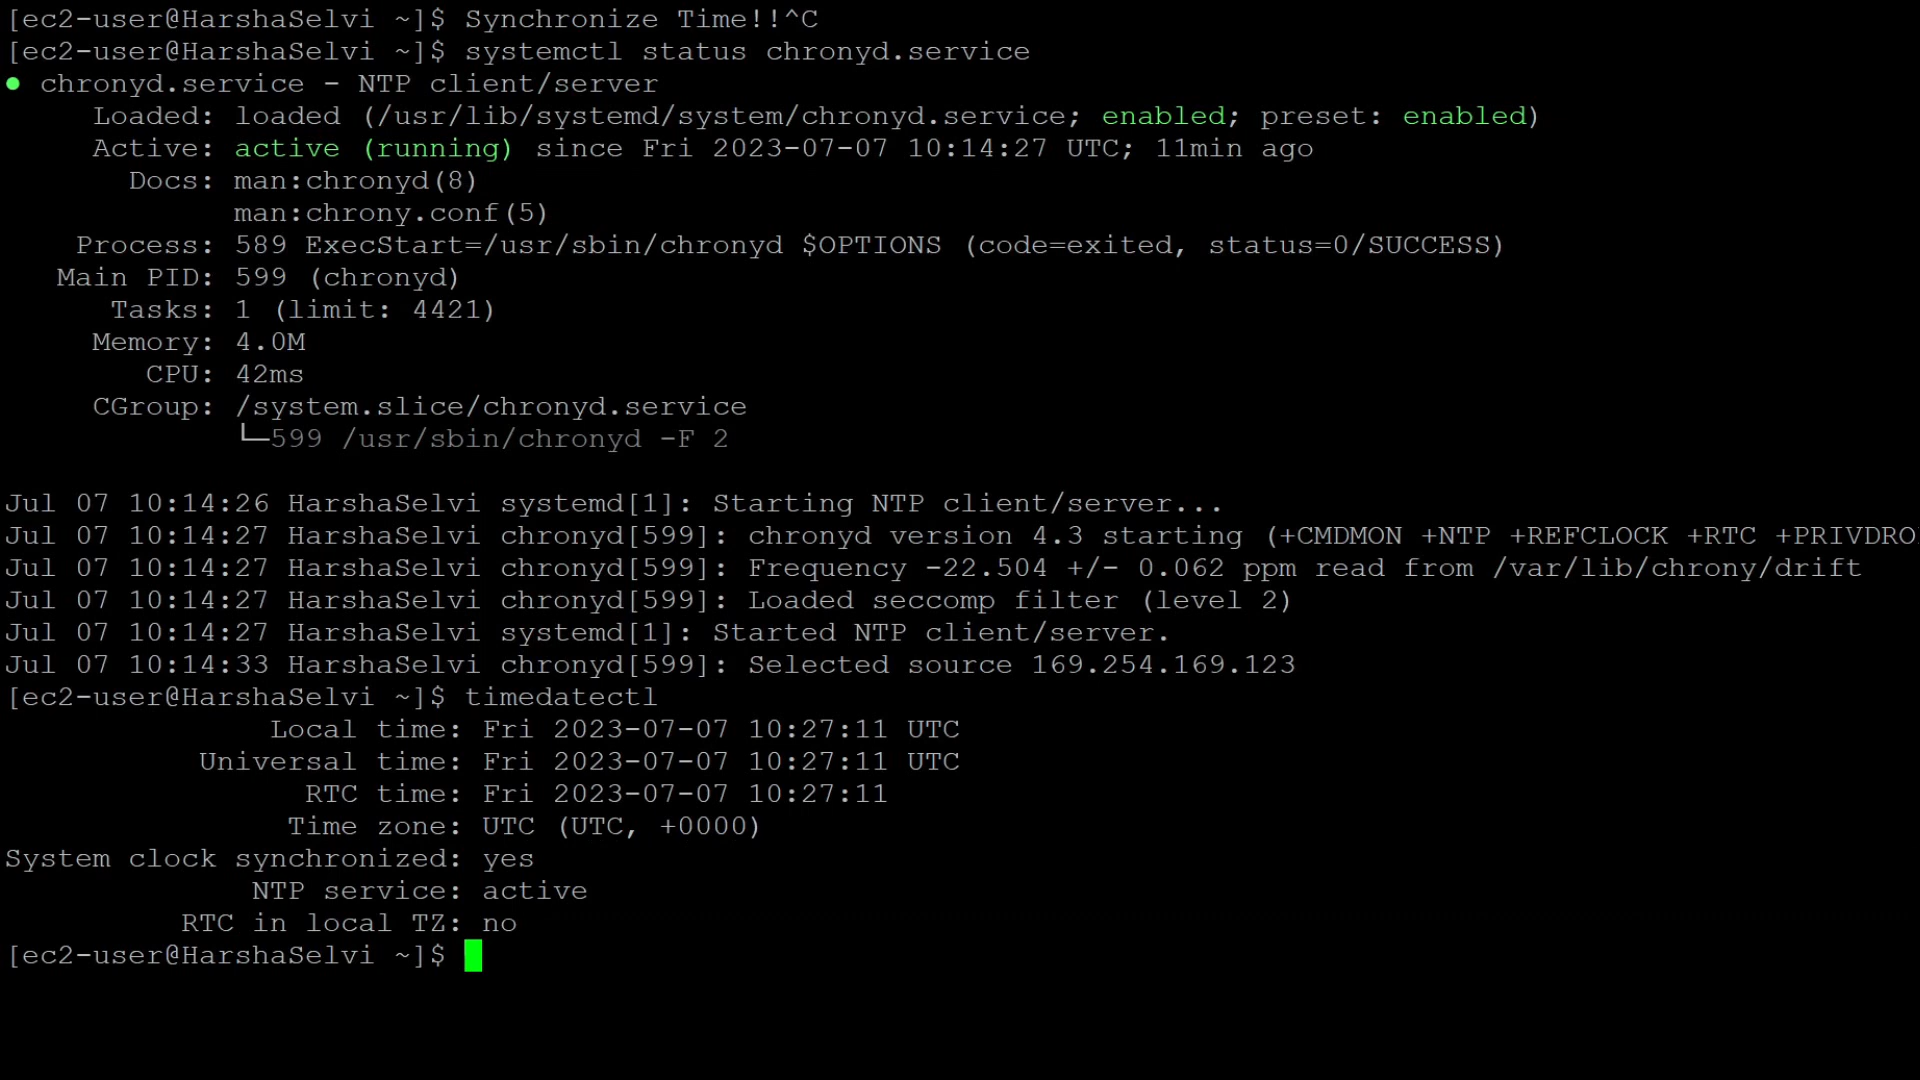 [ec2-user@HarshaSelvi ~]$ Synchronize Time!!^C
[ec2-user@HarshaSelvi ~]$ systemctl status chronyd.service
● chronyd.service - NTP client/server
Loaded: loaded (/usr/lib/systemd/system/chronyd.service; enabled; preset: enabled)
Active: active (running) since Fri 2023-07-07 10:14:27 UTC; 11min ago
Docs: man:chronyd(8)
man:chrony.conf(5)
Process: 589 ExecStart=/usr/sbin/chronyd $OPTIONS (code=exited, status=0/SUCCESS)
Main PID: 599 (chronyd)
Tasks: 1 (limit: 4421)
Memory: 4.0M
CPU: 42ms
CGroup: /system.slice/chronyd.service
└─599 /usr/sbin/chronyd -F 2
Jul 07 10:14:26 HarshaSelvi systemd[1]: Starting NTP client/server...
Jul 07 10:14:27 HarshaSelvi chronyd[599]: chronyd version 4.3 starting (+CMDMON +NTP +REFCLOCK +RTC +PRIVDRO
Jul 07 10:14:27 HarshaSelvi chronyd[599]: Frequency -22.504 +/- 0.062 ppm read from /var/lib/chrony/drift
Jul 07 10:14:27 HarshaSelvi chronyd[599]: Loaded seccomp filter (level 2)
Jul 07 10:14:27 HarshaSelvi systemd[1]: Started NTP client/server.
Jul 07 10:14:33 HarshaSelvi chronyd[599]: Selected source 169.254.169.123
[ec2-user@HarshaSelvi ~]$ timedatectl
Local time: Fri 2023-07-07 10:27:11 UTC
Universal time: Fri 2023-07-07 10:27:11 UTC
RTC time: Fri 2023-07-07 10:27:11
Time zone: UTC (UTC, +0000)
System clock synchronized: yes
NTP service: active
RTC in local TZ: no
[ec2-user@HarshaSelvi ~]$